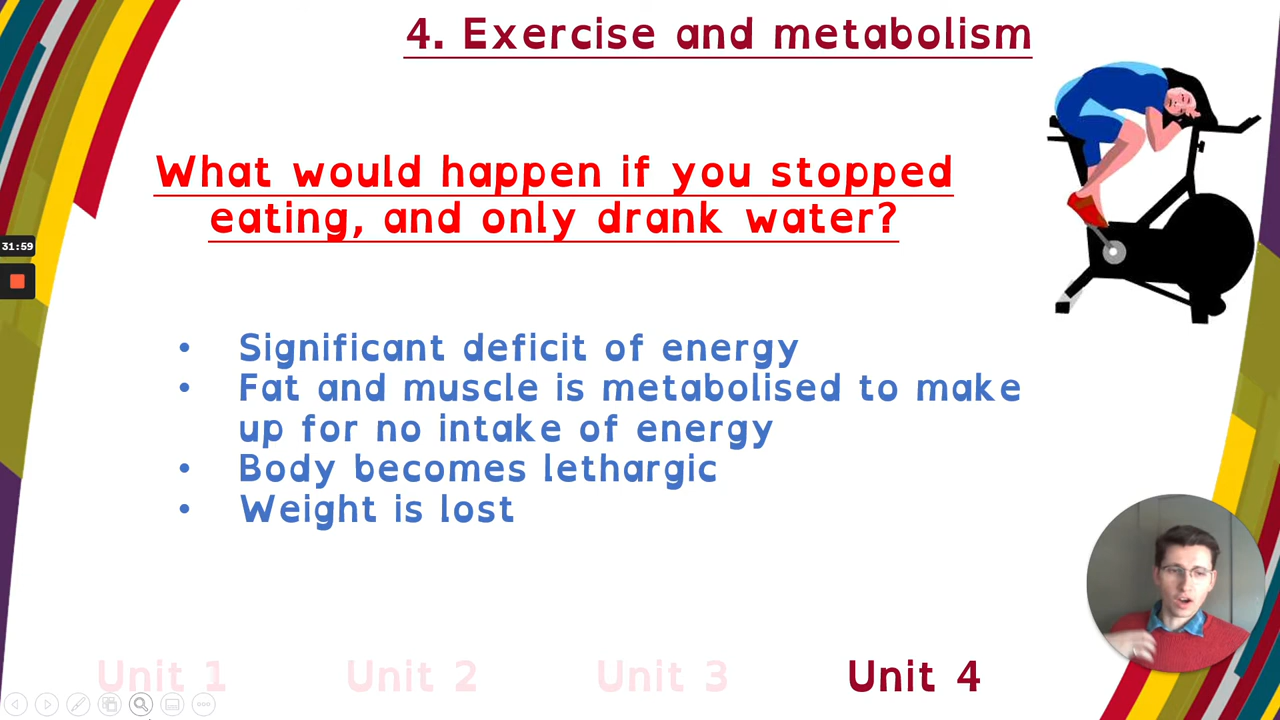 4. Exercise and metabolism
What would happen if you stopped
eating, and only drank water?
31:59
• Significant deficit of energy
• Fat and muscle is metabolised to make
up for no intake of energy
• Body becomes lethargic
• Weight is lost
Unit 1 Unit 2 Unit 3 Unit 4